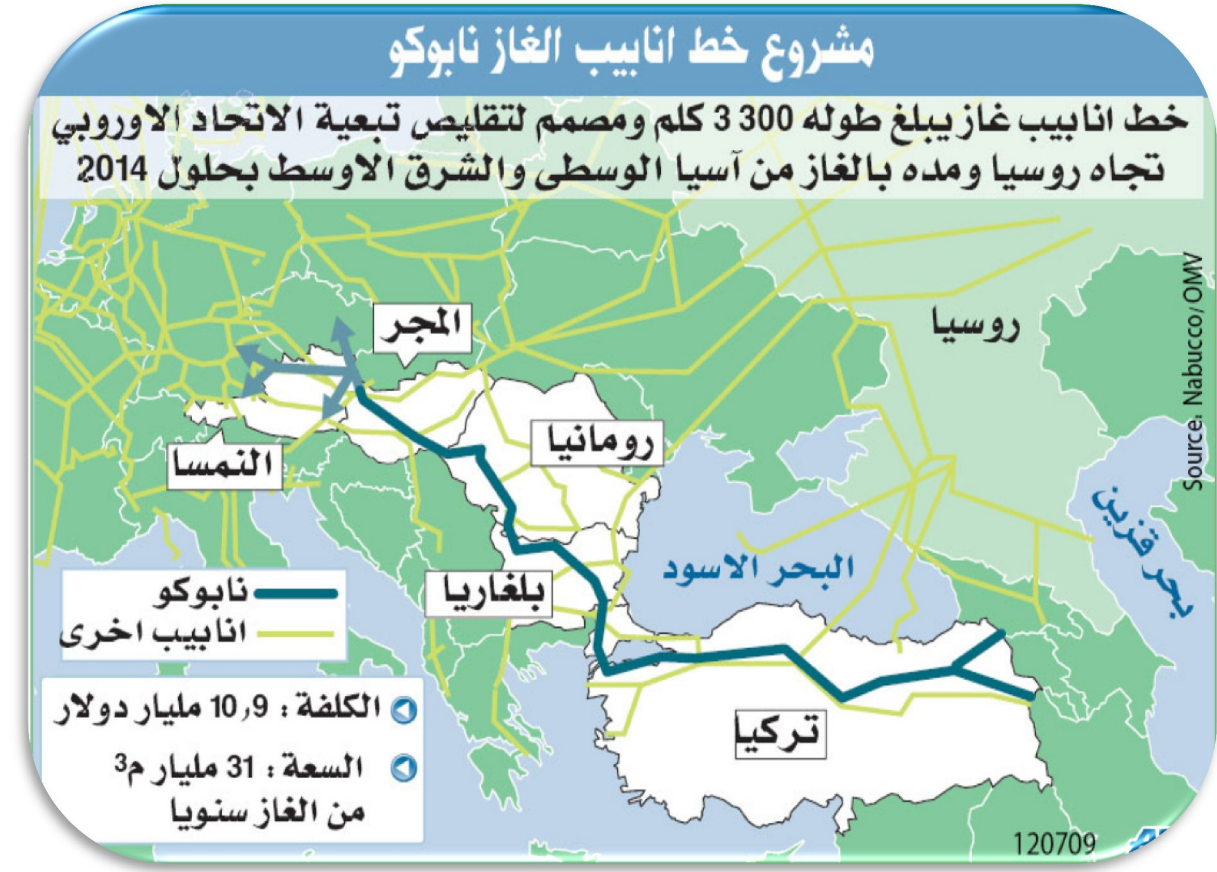 مشروع خط انابيب الغاز نابوكو
خط انابيب غاز يبلغ طوله 300 3 كلم ومصمم لتقليص تبعية الاتحاد الاوروبي
تجاه روسيا ومده بالغاز من آسيا الوسطى والشرق الاوسط بحلول 2014
Source: Nabucco/OMV
روسيا
المجر
رومانيا
النمسا
بحر قزين
البحر الاسود
بلغاريا
نابوكو
انابيب اخرى
تركيا
الكلفة : 10,9 مليار دولار
السعة : 31 مليار م³
من الغاز سنويا
120709